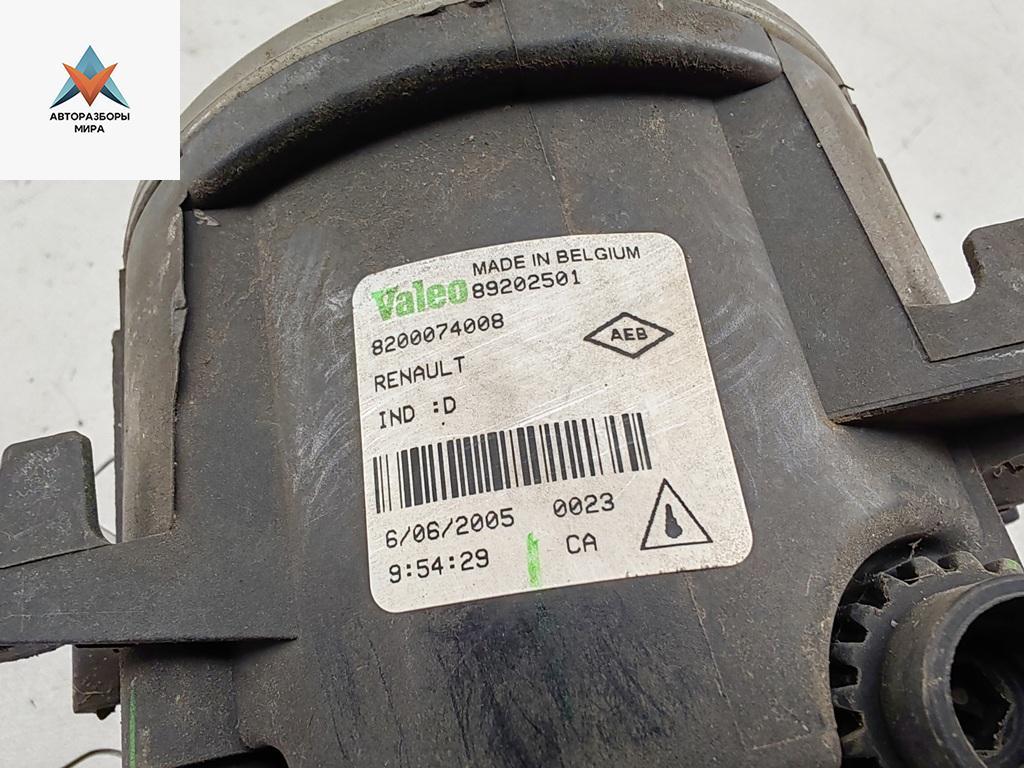 АВТОРАЗБОРЫ
МИРА
MADE IN BELGIUM
Valeo 89202501
8200074008
AEB
RENAULT
IND :D
6/06/2005 0023
9:54:29 CA